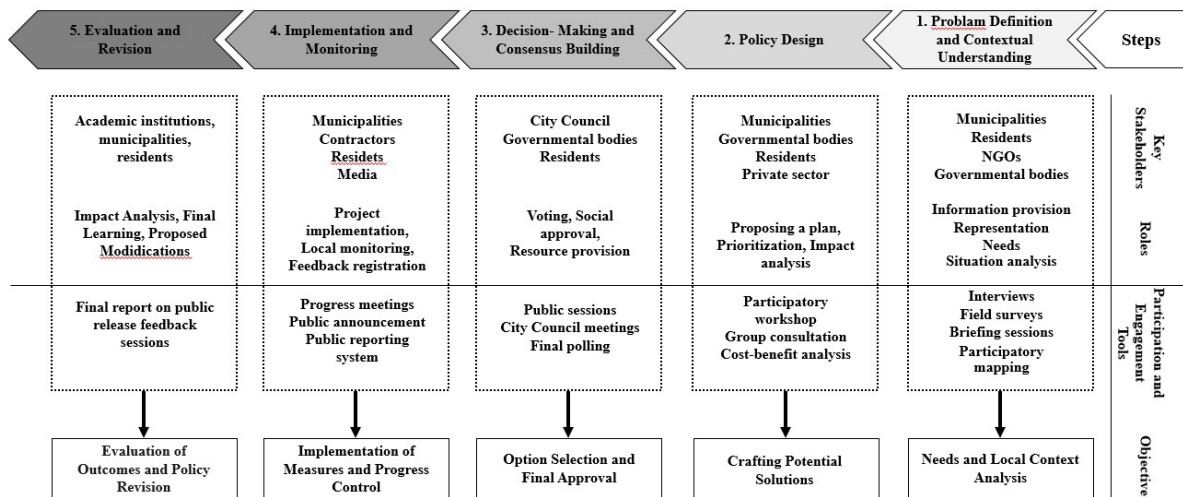 5. Evaluation and
Revision
4. Implementation and
Monitoring
3. Decision- Making and
Consensus Building
2. Policy Design
1. Problam Definition
and Contextual
Understanding
Steps
Academic institutions,
municipalities,
residents
Municipalities
Contractors
Residets
Media
City Council
Governmental bodies
Residents
Municipalities
Governmental bodies
Residents
Private sector
Municipalities
Residents
NGOs
Governmental bodies
Key
Stakeholders
Impact Analysis, Final
Learning, Proposed
Modidications
Project
implementation,
Local monitoring,
Feedback registration
Voting, Social
approval,
Resource provision
Proposing a plan,
Prioritization, Impact
analysis
Information provision
Representation
Needs
Situation analysis
Roles
Final report on public
release feedback
sessions
Progress meetings
Public announcement
Public reporting
system
Public sessions
City Council meetings
Final polling
Participatory
workshop
Group consultation
Cost-benefit analysis
Interviews
Field surveys
Briefing sessions
Participatory
mapping
Participation and
Engagement
Tools
Evaluation of
Outcomes and Policy
Revision
Implementation of
Measures and Progress
Control
Option Selection and
Final Approval
Crafting Potential
Solutions
Needs and Local Context
Analysis
Objective